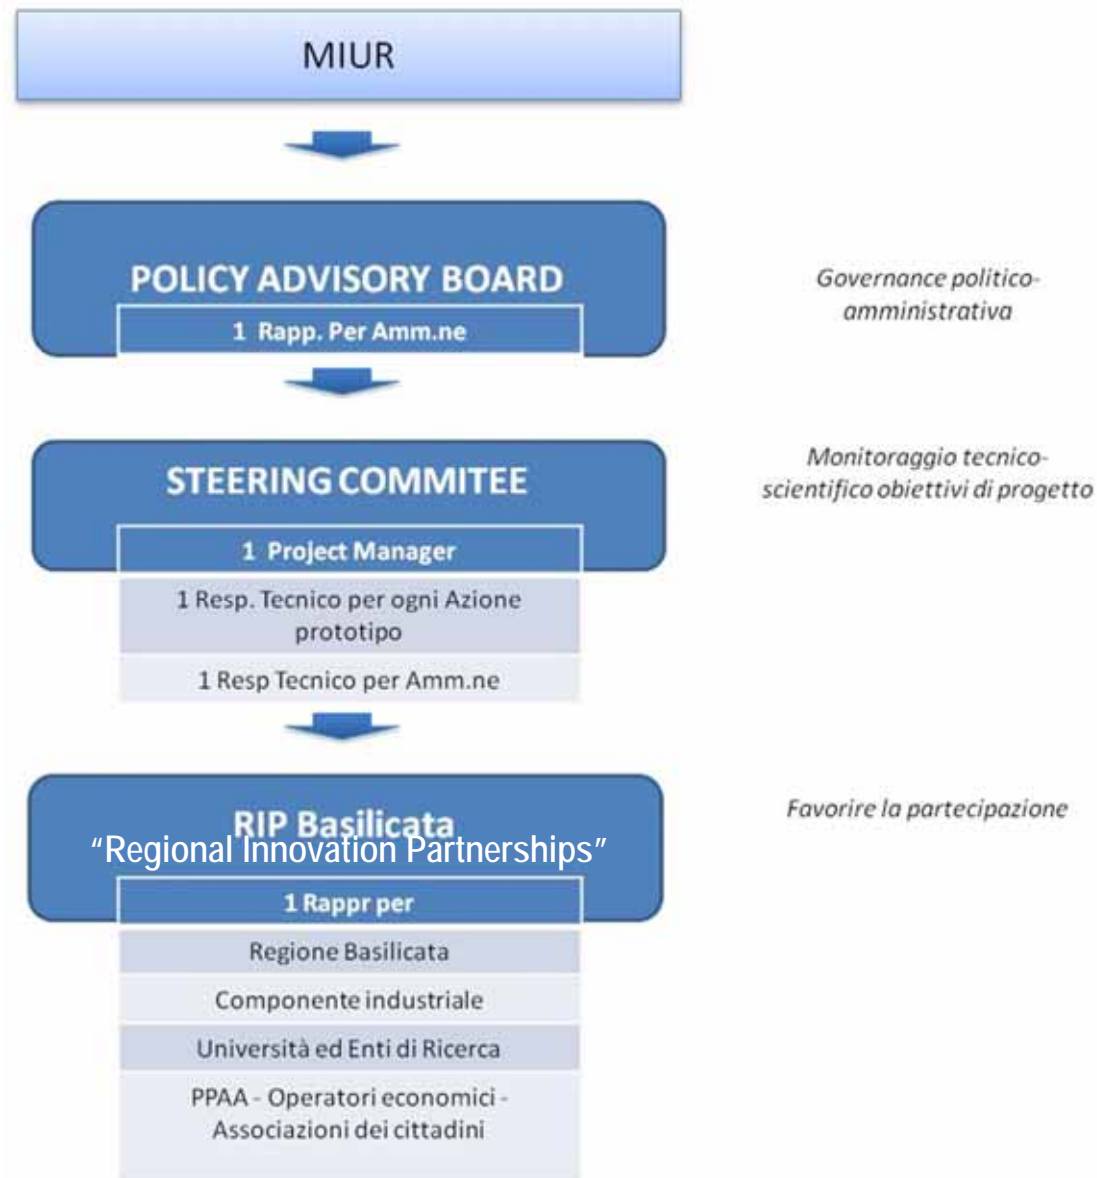 MIUR
POLICY ADVISORY BOARD
1 Rapp. Per Amm.ne
Governance politico-
amministrativa
STEERING COMMITEE
1 Project Manager
1 Resp. Tecnico per ogni Azione
prototipo
1 Resp Tecnico per Amm.ne
Monitoraggio tecnico-
scientifico obiettivi di progetto
RIP Basilicata
“Regional Innovation Partnerships”
1 Rappr per
Regione Basilicata
Componente industriale
Università ed Enti di Ricerca
PPAA - Operatori economici -
Associazioni dei cittadini
Favorire la partecipazione